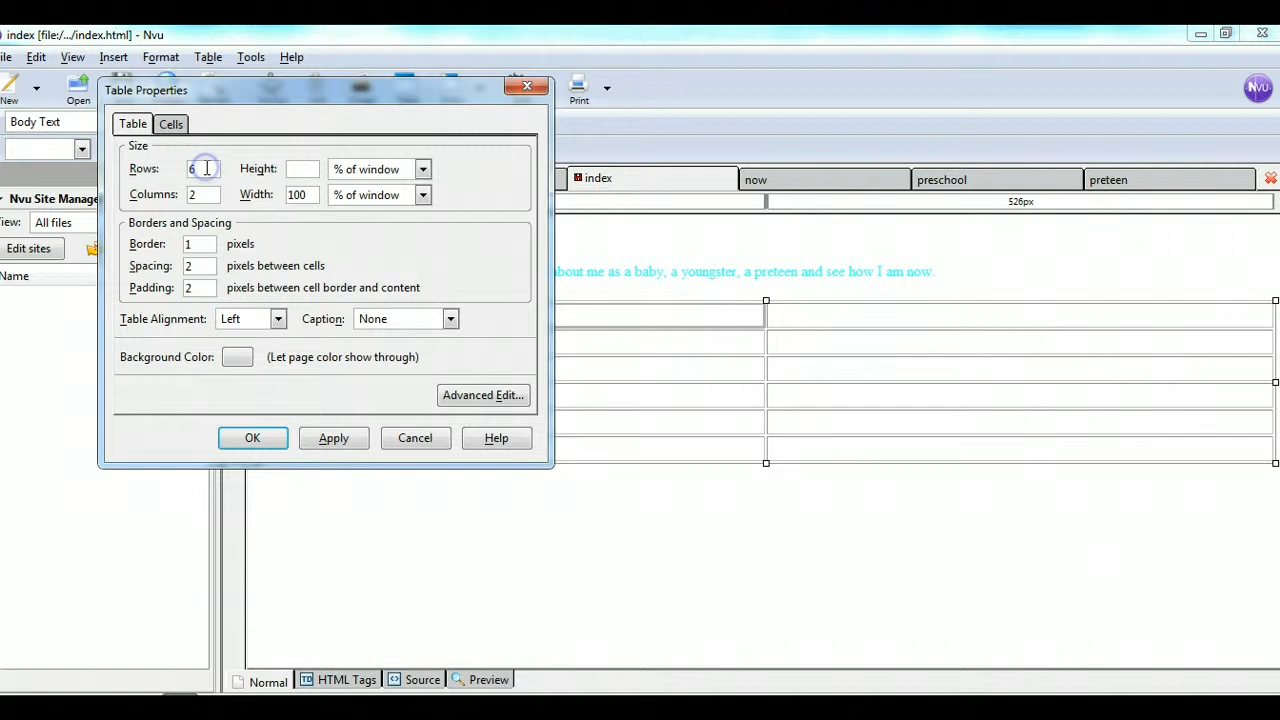 index [file:/.../index.html] - Nvu
ile Edit View Insert Format Table Tools Help
New Open Print NVU
Body Text
Table Properties
Table Cells
Size
Rows: 6 Height: % of window
Columns: 2 Width: 100 % of window
Borders and Spacing
Border: 1 pixels
Spacing: 2 pixels between cells
Padding: 2 pixels between cell border and content
Table Alignment: Left Caption: None
Background Color: (Let page color show through)
Advanced Edit...
OK Apply Cancel Help
Nvu Site Manage
iew: All files
Edit sites
Name
index now preschool preteen
526px
bout me as a baby, a youngster, a preteen and see how I am now.
Normal TD HTML Tags Source Preview